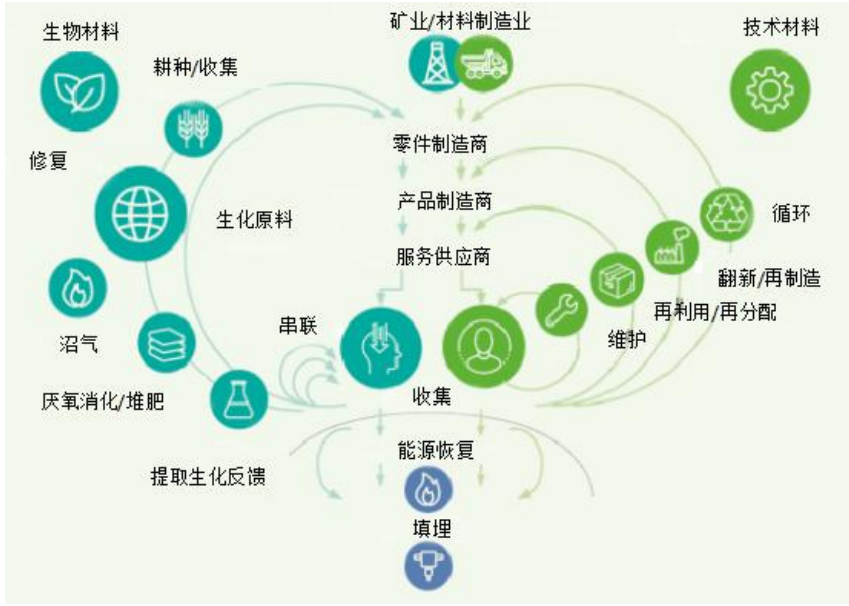 生物材料
矿业/材料制造业
技术材料
耕种/收集
零件制造商
修复
产品制造商
生化原料
循环
服务供应商
翻新/再制造
再利用/再分配
串联
维护
沼气
收集
厌氧消化/堆肥
能源恢复
提取生化反馈
填埋